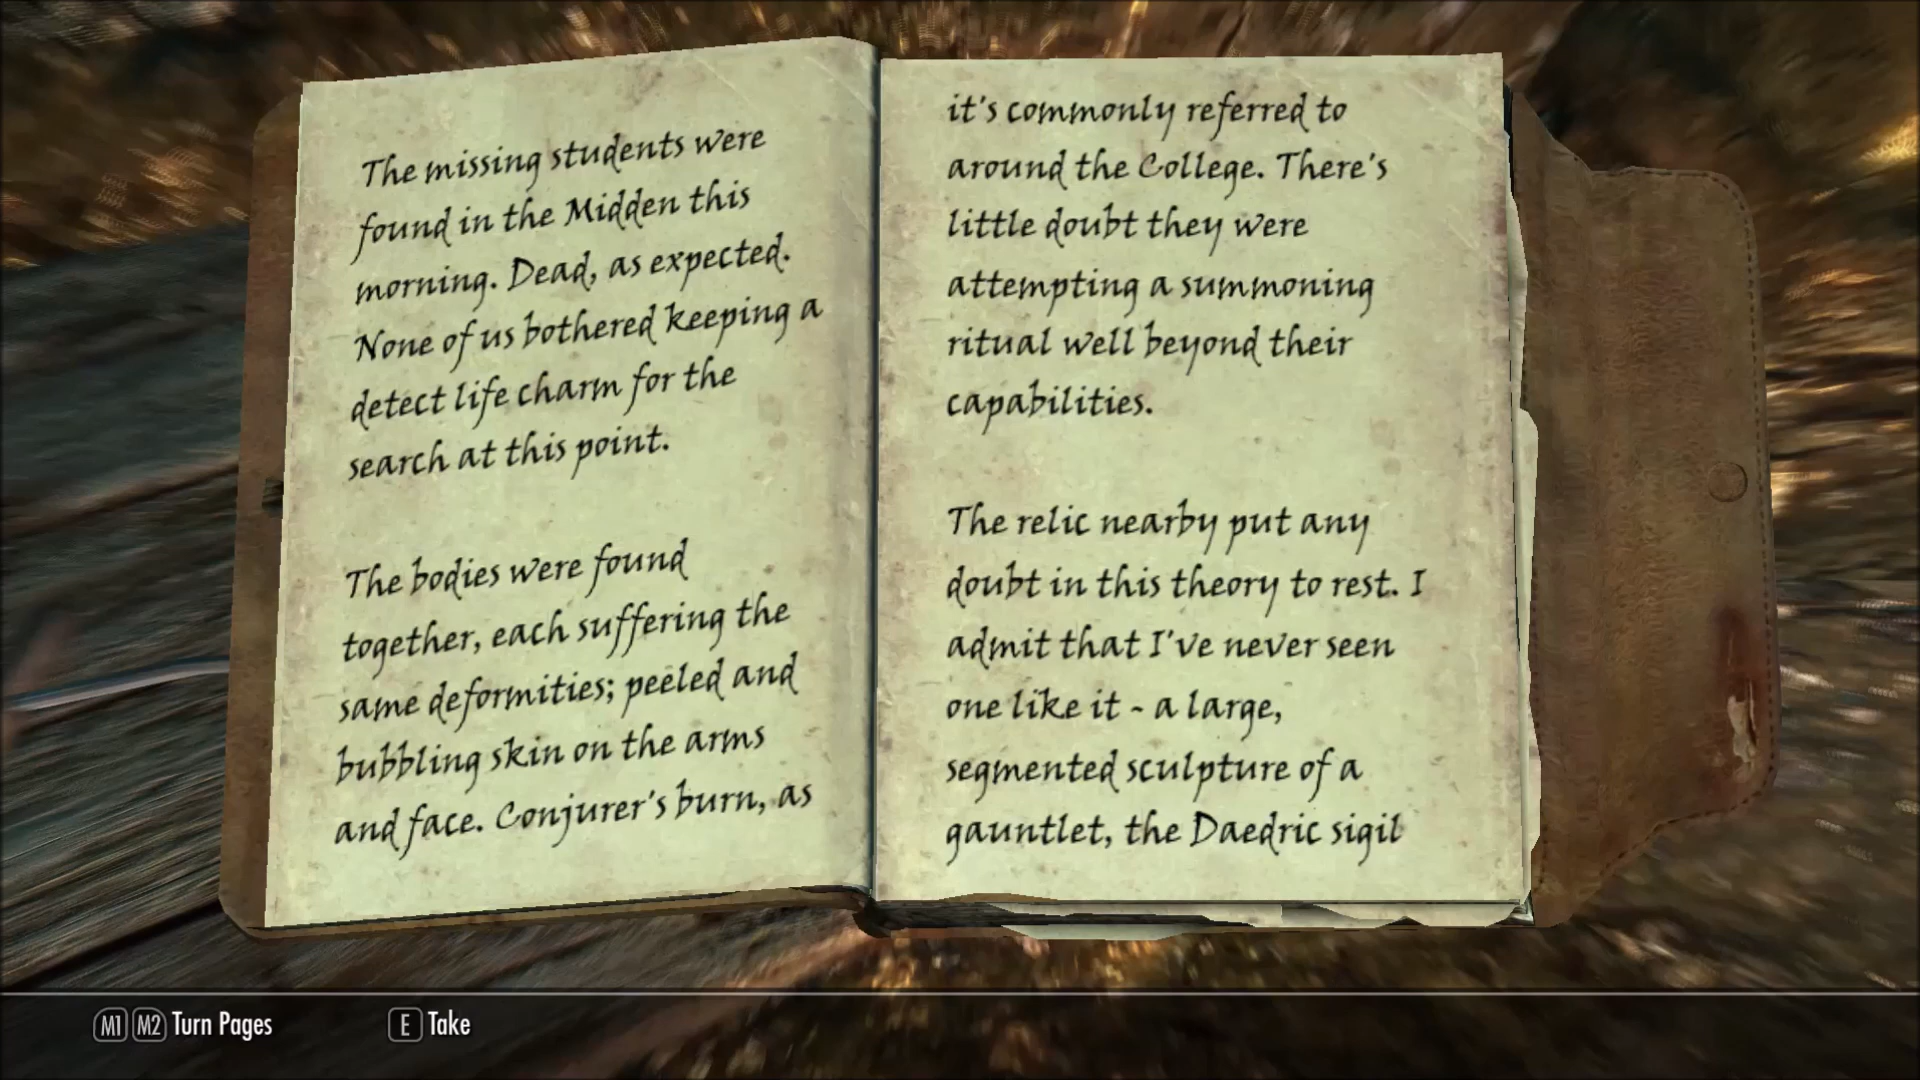 The missing students were
found in the Midden this
morning. Dead, as expected.
None of us bothered keeping a
detect life charm for the
search at this point.
The bodies were found
together, each suffering the
same deformities; peeled and
bubbling skin on the arms
and face. Conjurer's burn, as
it's commonly referred to
around the College. There's
little doubt they were
attempting a summoning
ritual well beyond their
capabilities.
The relic nearby put any
doubt in this theory to rest. I
admit that I've never seen
one like it - a large,
segmented sculpture of a
gauntlet, the Daedric sigil
M1 M2 Turn Pages
E Take